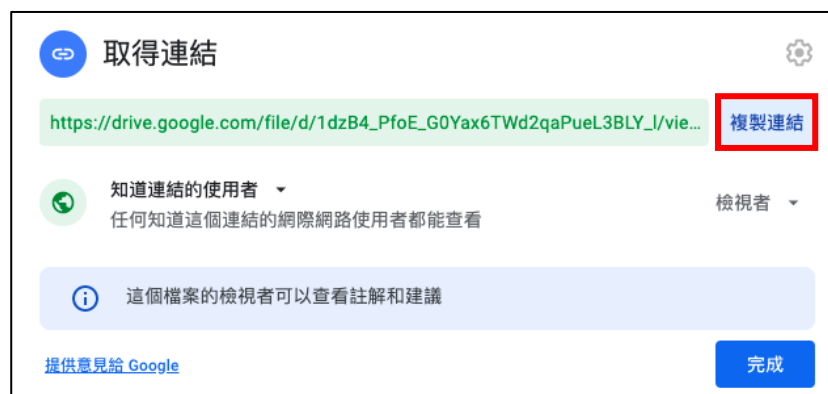 取得連結
https://drive.google.com/file/d/1dzB4_PfoE_G0Yax6TWd2qaPueL3BLY_l/vie...
複製連結
知道連結的使用者
任何知道這個連結的網際網路使用者都能查看
檢視者
這個檔案的檢視者可以查看註解和建議
提供意見給 Google
完成